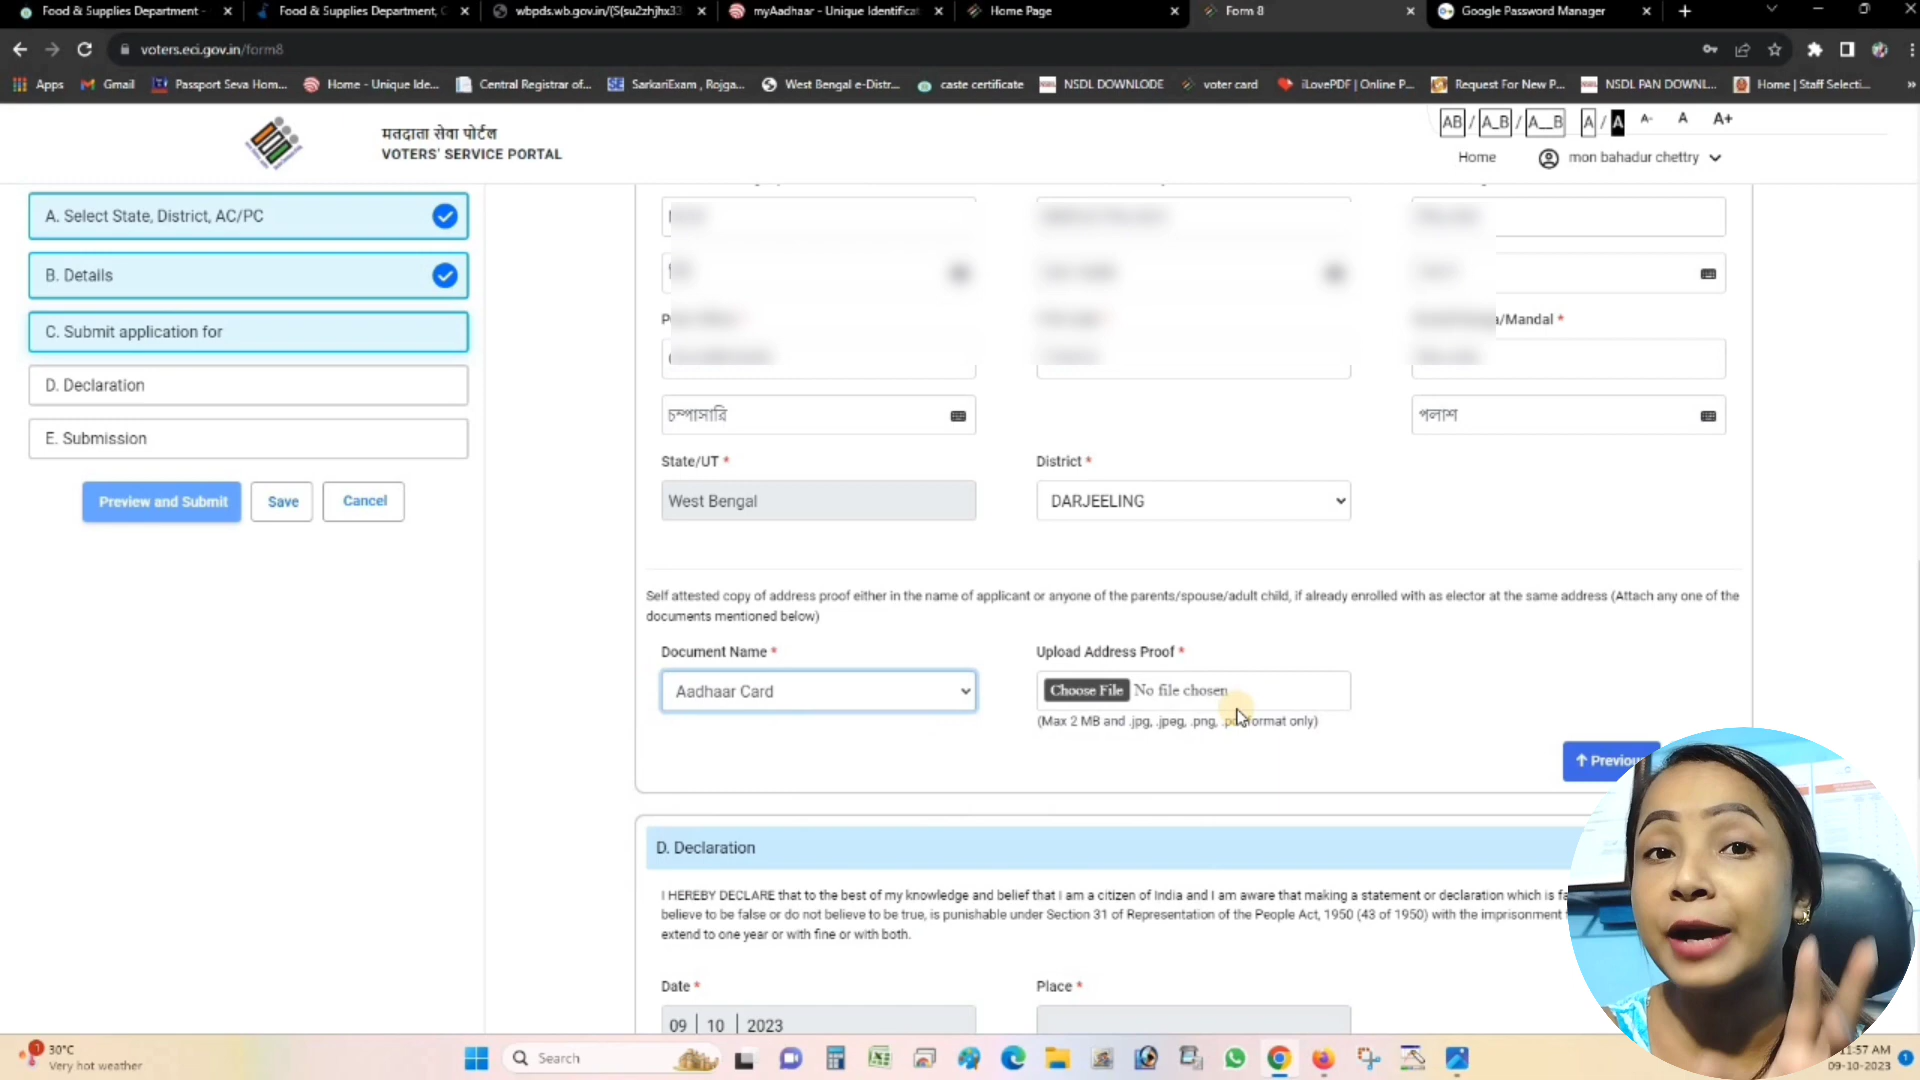 Food & Supplies Department -
Food & Supplies Department, G
wbpds.wb.gov.in/(S(su2zhjhx33
myAadhaar - Unique Identificat
Home Page
Form 8
Google Password Manager
voters.eci.gov.in/form8
Apps
Gmail
Passport Seva Hom...
Home - Unique Ide...
Central Registrar of...
SarkariExam , Rojga...
West Bengal e-Distr...
caste certificate
NSDL DOWNLODE
voter card
iLovePDF | Online P...
Request For New P...
NSDL PAN DOWNL...
Home | Staff Selecti...
मतदाता सेवा पोर्टल
VOTERS' SERVICE PORTAL
AB / A_B / A__B A / A A- A A+
Home
mon bahadur chettry
A. Select State, District, AC/PC
B. Details
C. Submit application for
D. Declaration
E. Submission
Preview and Submit
Save
Cancel
/Mandal *
চম্পাসারি
পলাশ
State/UT *
District *
West Bengal
DARJEELING
Self attested copy of address proof either in the name of applicant or anyone of the parents/spouse/adult child, if already enrolled with as elector at the same address (Attach any one of the
documents mentioned below)
Document Name *
Upload Address Proof *
Aadhaar Card
Choose File No file chosen
(Max 2 MB and .jpg, .jpeg, .png, format only)
Previou
D. Declaration
I HEREBY DECLARE that to the best of my knowledge and belief that I am a citizen of India and I am aware that making a statement or declaration which is fa
believe to be false or do not believe to be true, is punishable under Section 31 of Representation of the People Act, 1950 (43 of 1950) with the imprisonment
extend to one year or with fine or with both.
Date *
Place *
09 | 10 | 2023
1
30°C
Very hot weather
Search
11:57 AM
09-10-2023
1